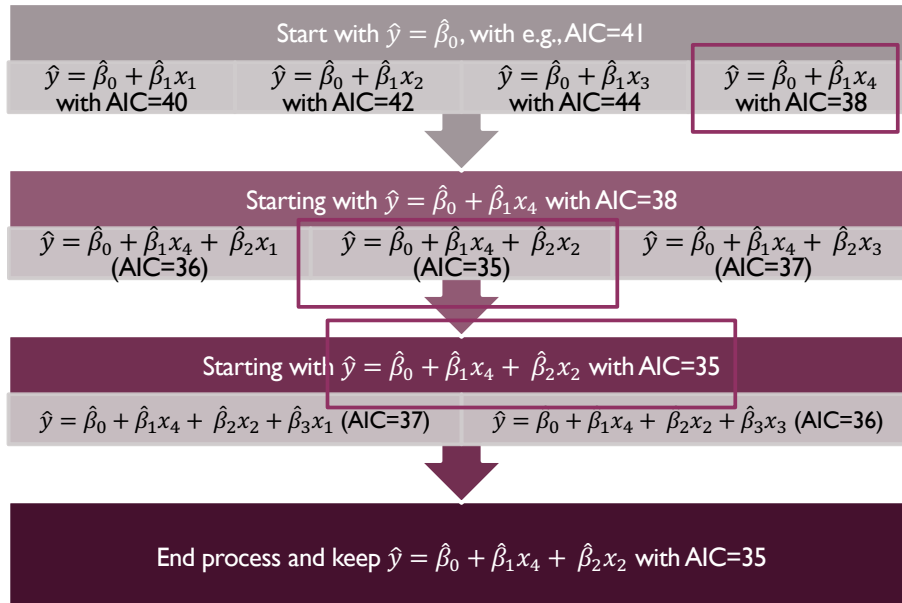 Start with ŷ = β̂₀, with e.g., AIC=41
ŷ = β̂₀ + β̂₁x₁
with AIC=40
ŷ = β̂₀ + β̂₁x₂
with AIC=42
ŷ = β̂₀ + β̂₁x₃
with AIC=44
ŷ = β̂₀ + β̂₁x₄
with AIC=38
Starting with ŷ = β̂₀ + β̂₁x₄ with AIC=38
ŷ = β̂₀ + β̂₁x₄ + β̂₂x₁
(AIC=36)
ŷ = β̂₀ + β̂₁x₄ + β̂₂x₂
(AIC=35)
ŷ = β̂₀ + β̂₁x₄ + β̂₂x₃
(AIC=37)
Starting with ŷ = β̂₀ + β̂₁x₄ + β̂₂x₂ with AIC=35
ŷ = β̂₀ + β̂₁x₄ + β̂₂x₂ + β̂₃x₁ (AIC=37)
ŷ = β₀ + β₁x₄ + β₂x₂ + β̂₃x₃ (AIC=36)
End process and keep ŷ = β̂₀ + β̂₁x₄ + β̂₂x₂ with AIC=35